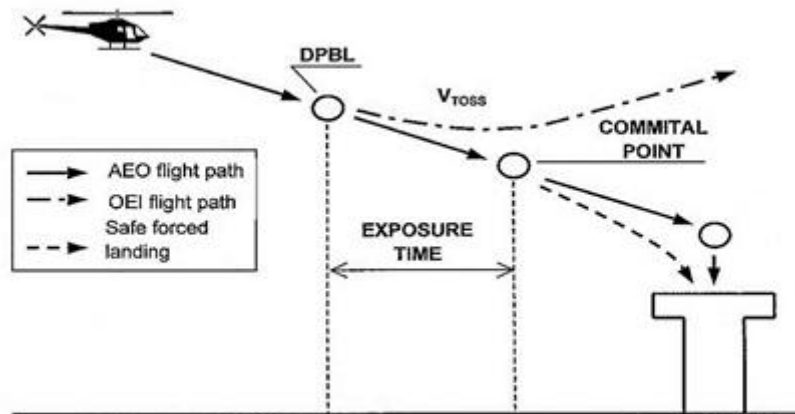 DPBL
VTOSS
COMMITAL
POINT
AEO flight path
OEI flight path
Safe forced
landing
EXPOSURE
TIME